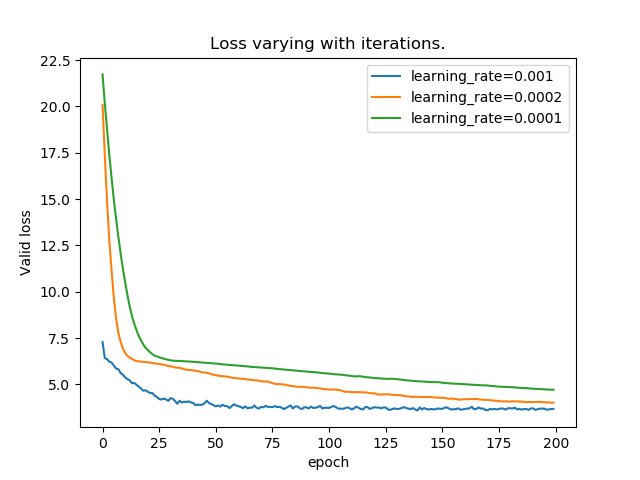 Loss varying with iterations.
22.5
20.0
17.5
15.0
12.5
10.0
7.5
5.0
Valid loss
learning_rate=0.001
learning_rate=0.0002
learning_rate=0.0001
0 25 50 75 100 125 150 175 200
epoch